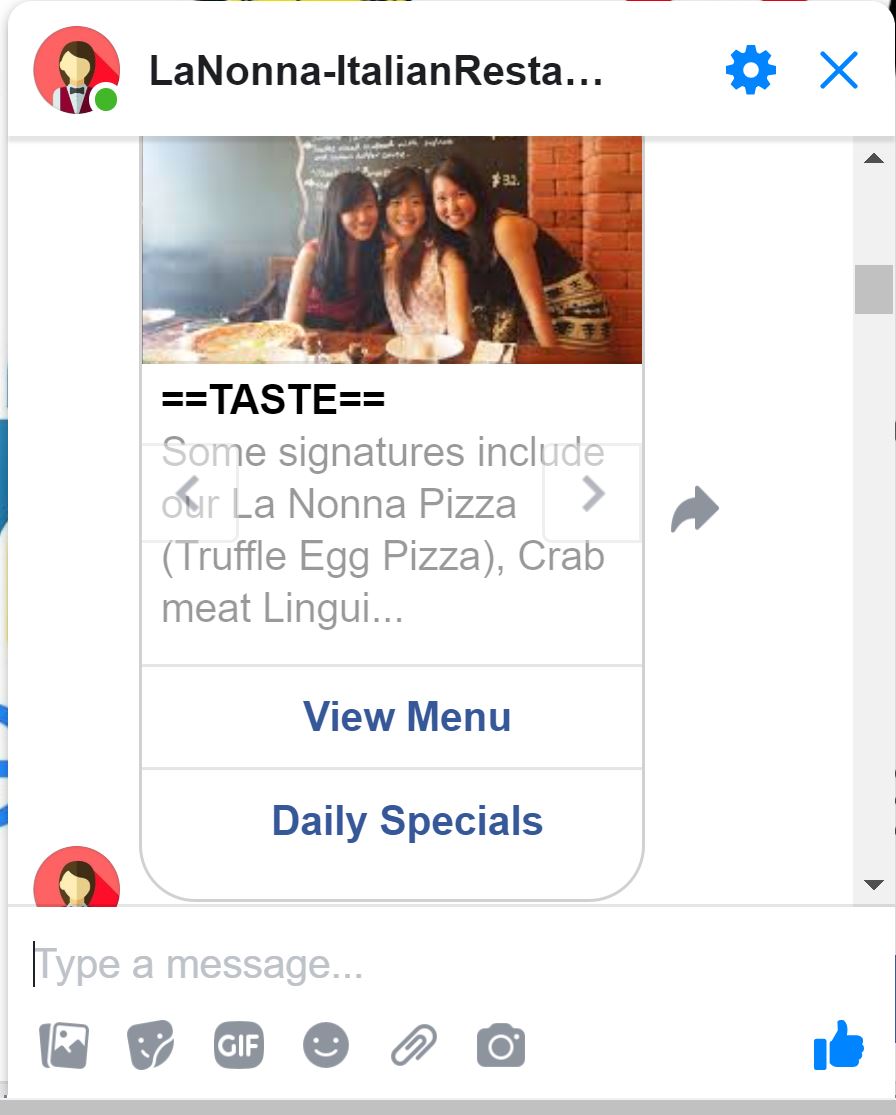 LaNonna-ItalianResta...
$32.
==TASTE==
Some signatures include
our La Nonna Pizza
(Truffle Egg Pizza), Crab
meat Lingui...
View Menu
Daily Specials
Type a message...
GIF